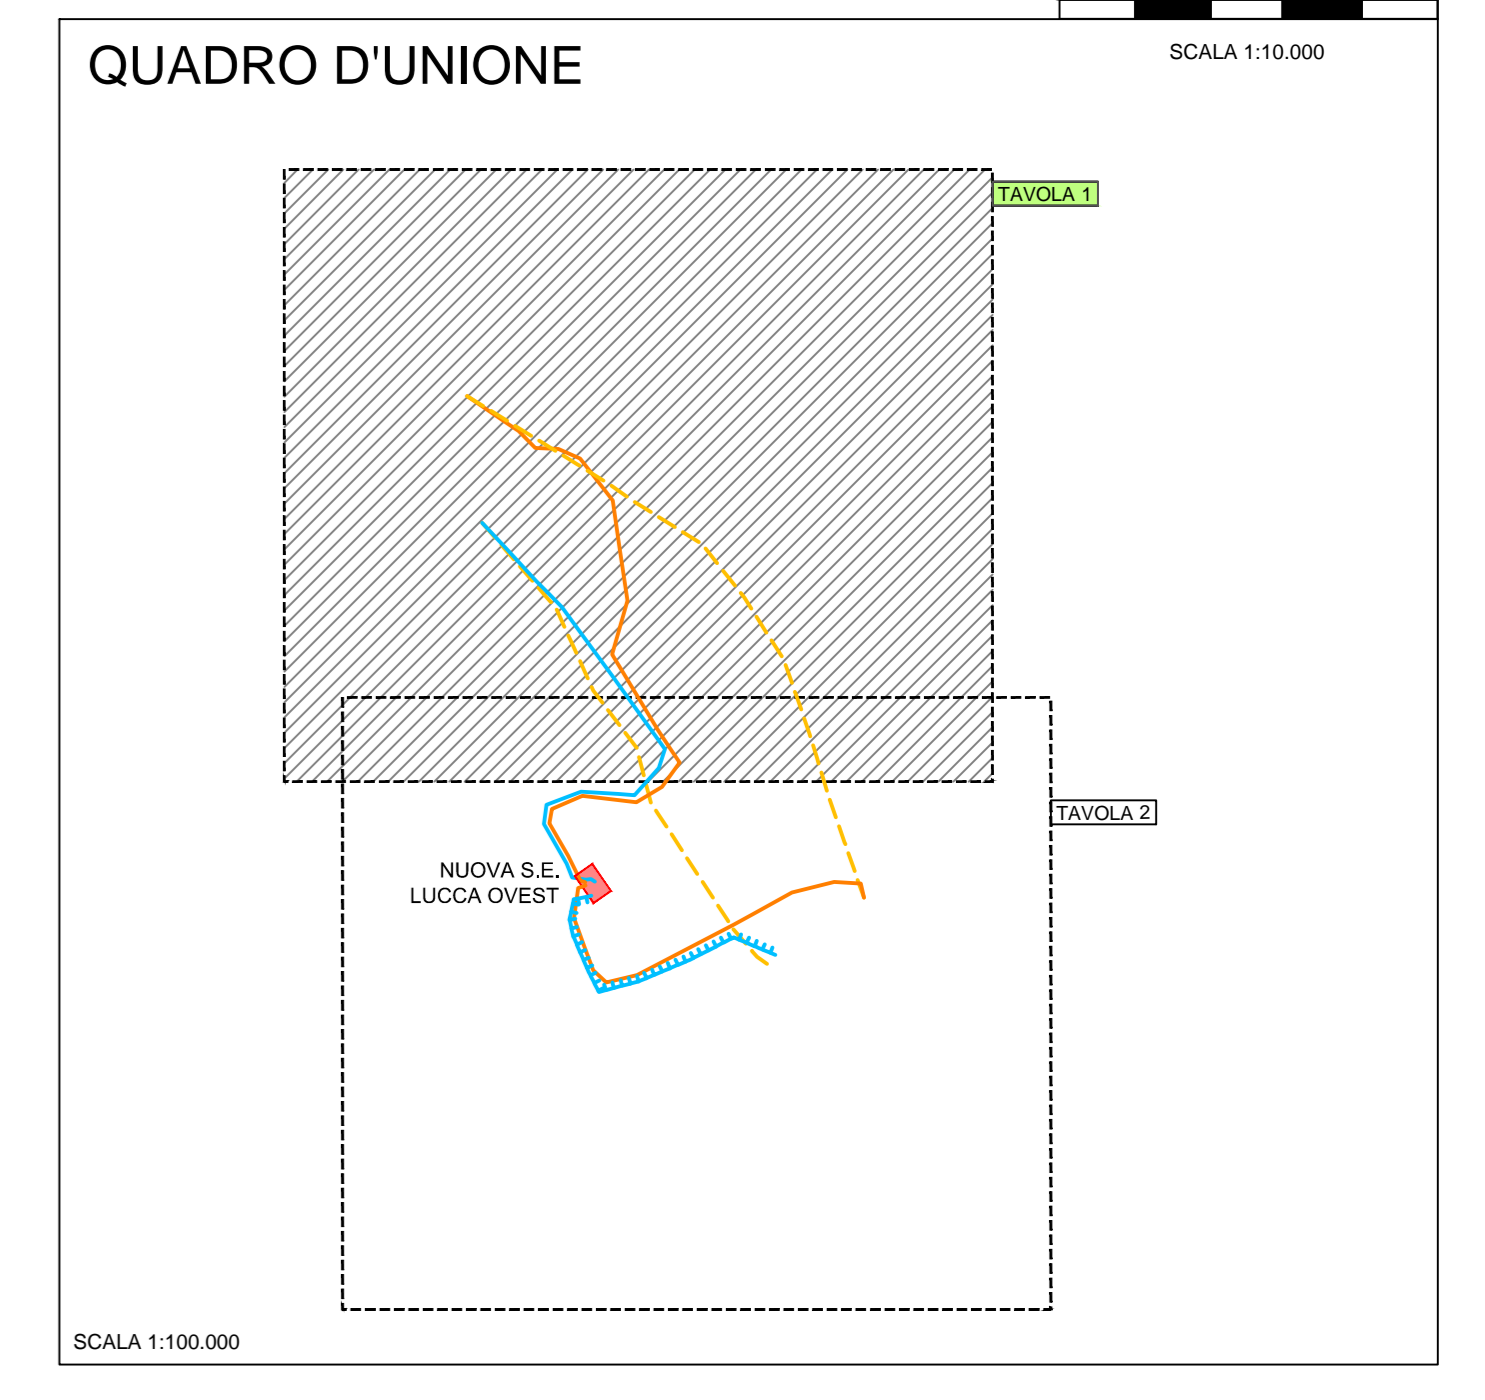 QUADRO D'UNIONE
SCALA 1:10.000
TAVOLA 1
TAVOLA 2
NUOVA S.E.
LUCCA OVEST
SCALA 1:100.000